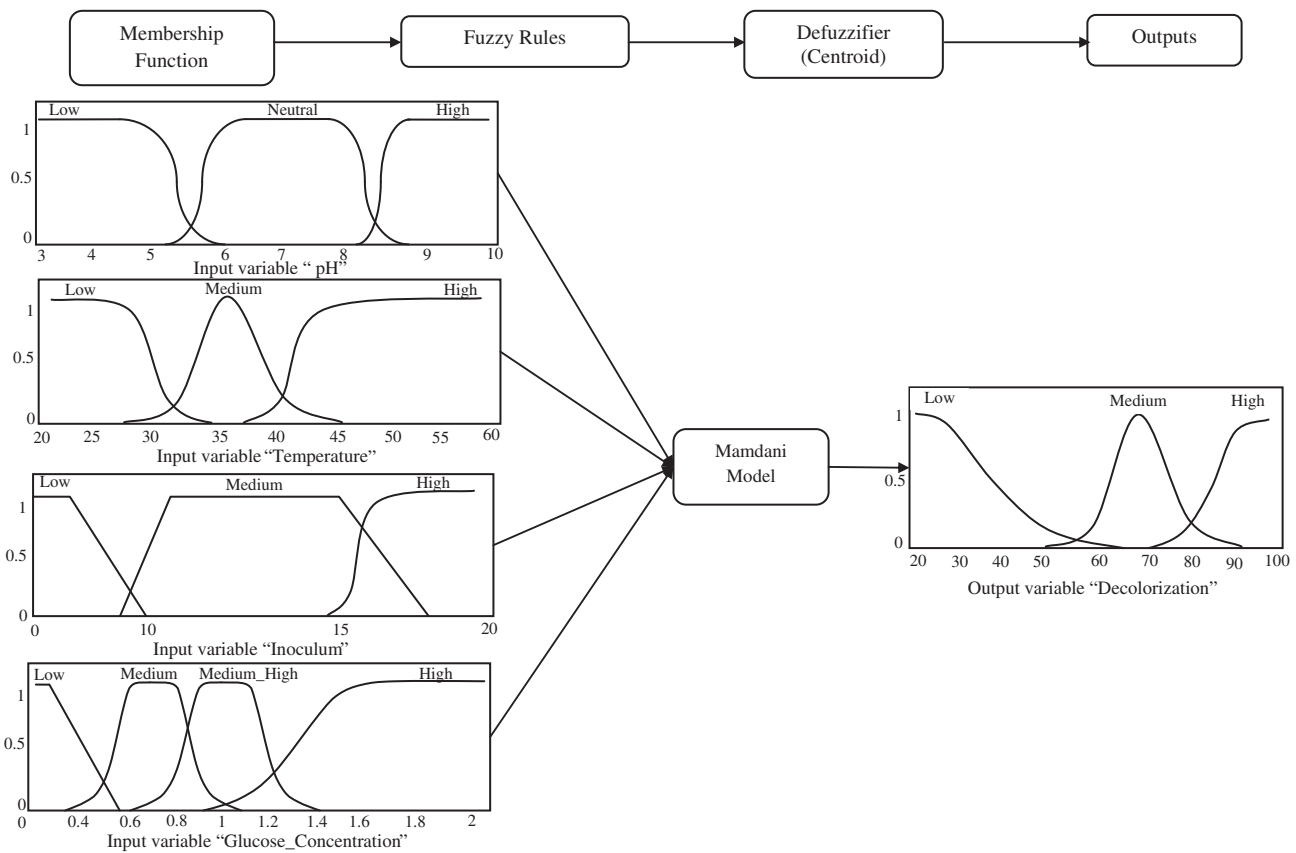 Membership
Function
Fuzzy Rules
Defuzzifier
(Centroid)
Outputs
Low Neutral High
1
0.5
0
3 4 5 6 7 8 9 10
Input variable “ pH”
Low Medium High
1
0.5
0
20 25 30 35 40 45 50 55 60
Input variable “Temperature”
Low Medium High
1
0.5
0
0 10 15 20
Input variable “Inoculum”
Low Medium Medium_High High
1
0.5
0
0 0.4 0.6 0.8 1 1.2 1.4 1.6 1.8 2
Input variable “Glucose_Concentration”
Mamdani
Model
Low Medium High
1
0.5
0
20 30 40 50 60 70 80 90 100
Output variable “Decolorization”